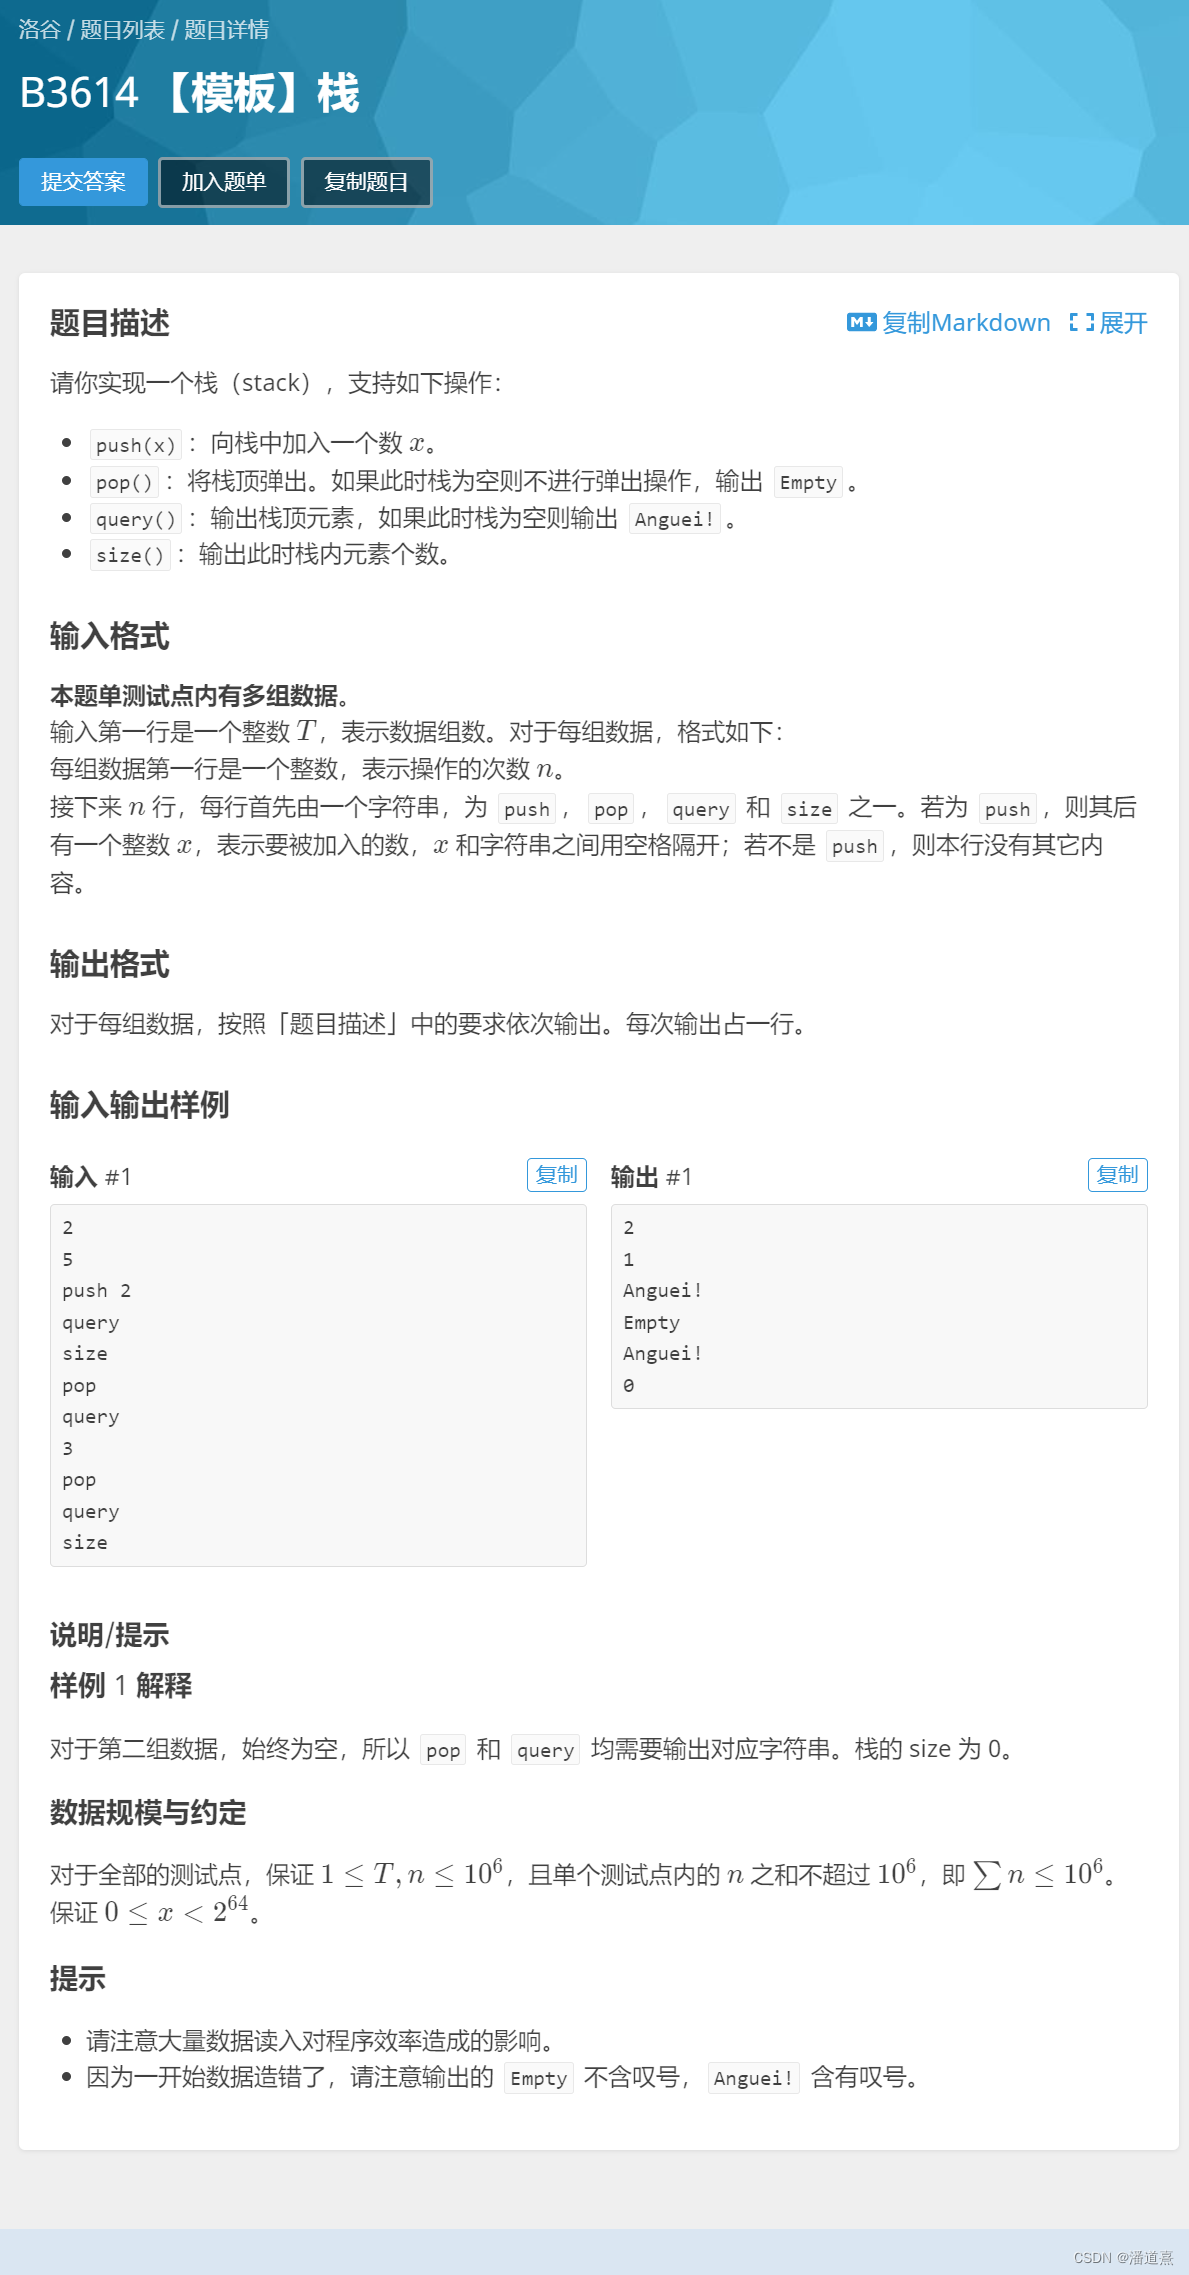 洛谷 / 题目列表 / 题目详情
B3614 【模板】栈
提交答案 加入题单 复制题目
题目描述 复制Markdown 展开
请你实现一个栈（stack），支持如下操作：
push(x)：向栈中加入一个数 x。
pop()：将栈顶弹出。如果此时栈为空则不进行弹出操作，输出 Empty。
query()：输出栈顶元素，如果此时栈为空则输出 Anguei!。
size()：输出此时栈内元素个数。
输入格式
本题单测试点内有多组数据。
输入第一行是一个整数 T，表示数据组数。对于每组数据，格式如下：
每组数据第一行是一个整数，表示操作的次数 n。
接下来 n 行，每行首先由一个字符串，为 push，pop，query 和 size 之一。若为 push，则其后
有一个整数 x，表示要被加入的数，x 和字符串之间用空格隔开；若不是 push，则本行没有其它内
容。
输出格式
对于每组数据，按照「题目描述」中的要求依次输出。每次输出占一行。
输入输出样例
输入 #1 复制
2
5
push 2
query
size
pop
query
3
pop
query
size
输出 #1 复制
2
1
Anguei!
Empty
Anguei!
0
说明/提示
样例 1 解释
对于第二组数据，始终为空，所以 pop 和 query 均需要输出对应字符串。栈的 size 为 0。
数据规模与约定
对于全部的测试点，保证 1 ≤ T, n ≤ 10^6，且单个测试点内的 n 之和不超过 10^6，即 ∑ n ≤ 10^6。
保证 0 ≤ x < 2^64。
提示
请注意大量数据读入对程序效率造成的影响。
因为一开始数据造错了，请注意输出的 Empty 不含叹号，Anguei! 含有叹号。
CSDN @潘道熹